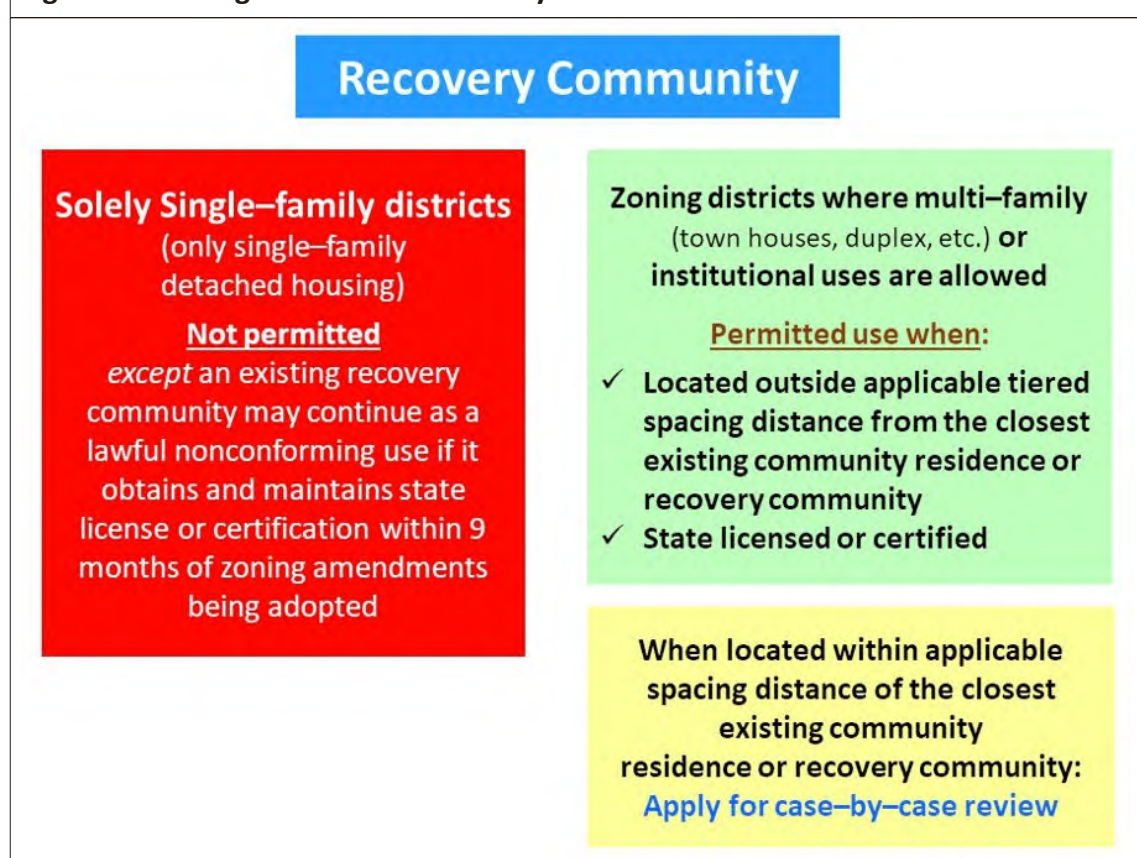 Recovery Community
Solely Single–family districts
(only single–family
detached housing)
Not permitted
except an existing recovery
community may continue as a
lawful nonconforming use if it
obtains and maintains state
license or certification within 9
months of zoning amendments
being adopted
Zoning districts where multi–family
(town houses, duplex, etc.) or
institutional uses are allowed
Permitted use when:
✓ Located outside applicable tiered
spacing distance from the closest
existing community residence or
recovery community
✓ State licensed or certified
When located within applicable
spacing distance of the closest
existing community
residence or recovery community:
Apply for case–by–case review